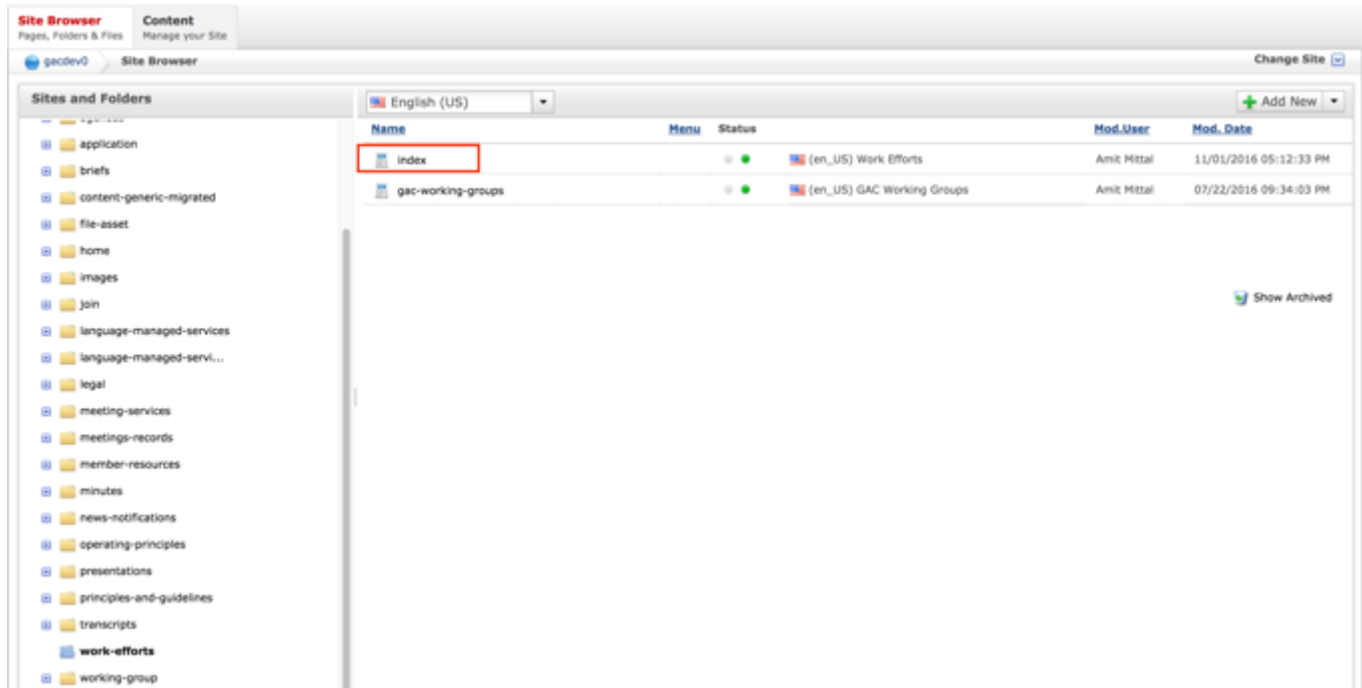 Site Browser
Pages, Folders & Files
Content
Manage your Site
gacdev0
Site Browser
Change Site
Sites and Folders
application
briefs
content-generic-migrated
file-asset
home
images
join
language-managed-services
language-managed-servi...
legal
meeting-services
meetings-records
member-resources
minutes
news-notifications
operating-principles
presentations
principles-and-guidelines
transcripts
work-efforts
working-group
English (US)
Add New
Name Menu Status Mod.User Mod. Date
index (en_US) Work Efforts Amit Mittal 11/01/2016 05:12:33 PM
gac-working-groups (en_US) GAC Working Groups Amit Mittal 07/22/2016 09:34:03 PM
Show Archived